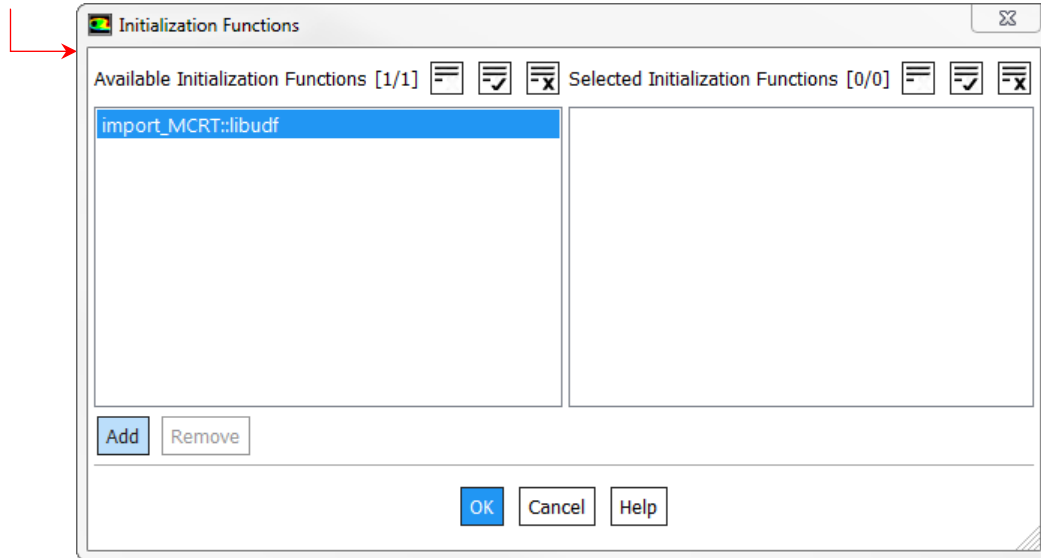 Initialization Functions
Available Initialization Functions [1/1] Selected Initialization Functions [0/0]
import_MCRT::libudf
Add Remove
OK Cancel Help